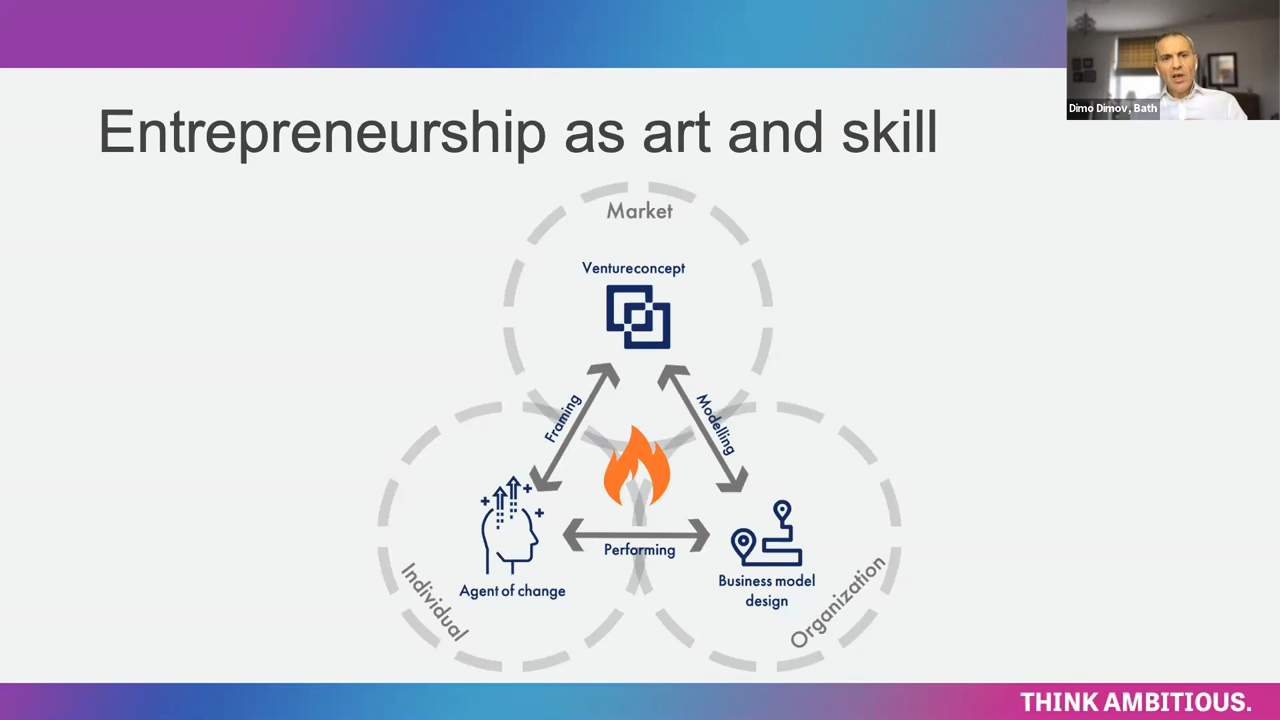 Dimo Dimov, Bath
Entrepreneurship as art and skill
Market
Ventureconcept
Framing
Modelling
Performing
Agent of change
Individual
Business model
design
Organization
THINK AMBITIOUS.